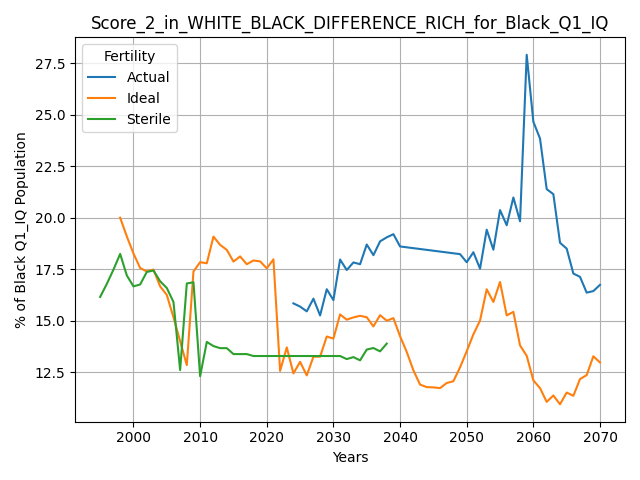 Score_2_in_WHITE_BLACK_DIFFERENCE_RICH_for_Black_Q1_IQ
Fertility
Actual
Ideal
Sterile
% of Black Q1_IQ Population
27.5
25.0
22.5
20.0
17.5
15.0
12.5
2000 2010 2020 2030 2040 2050 2060 2070
Years